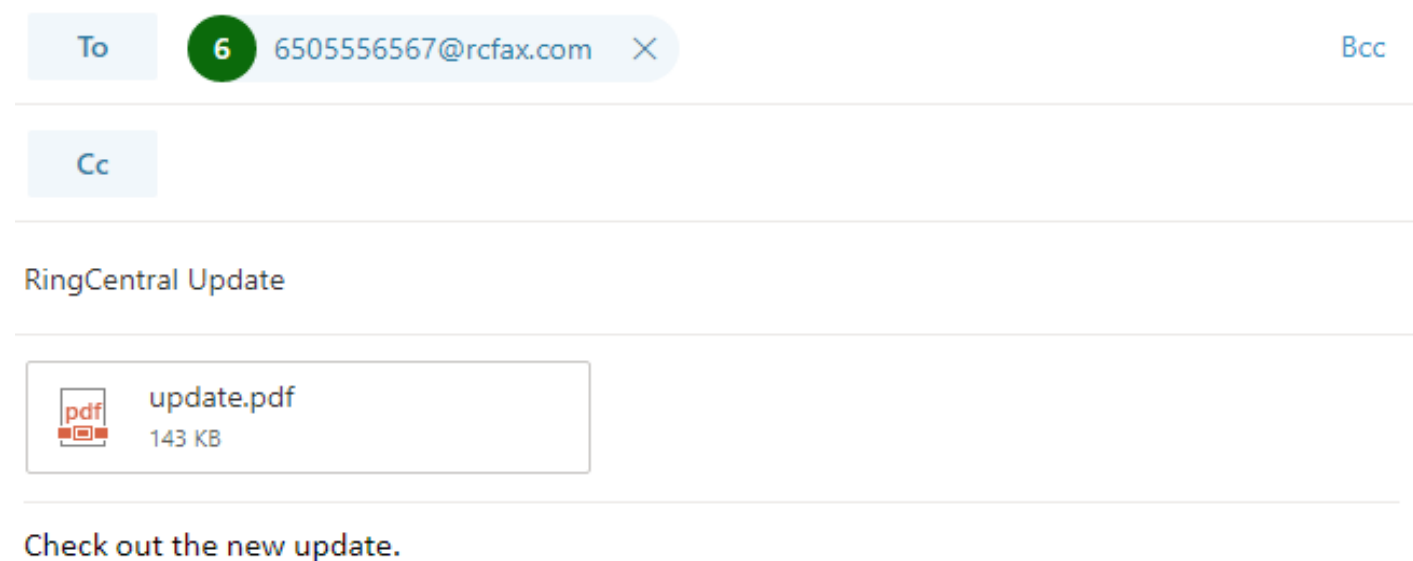 To 6 6505556567@rcfax.com Bcc
Cc
RingCentral Update
pdf update.pdf
143 KB
Check out the new update.